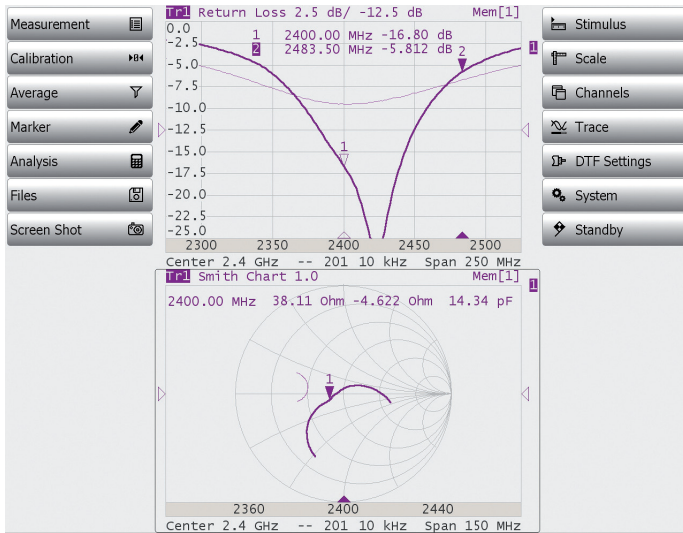 Measurement
Calibration
Average
Marker
Analysis
Files
Screen Shot
Tr1 Return Loss 2.5 dB/ -12.5 dB Mem[1]
0.0
-2.5
-5.0
-7.5
-10.0
-12.5
-15.0
-17.5
-20.0
-22.5
-25.0
1 2400.00 MHz -16.80 dB
2 2483.50 MHz -5.812 dB
2
1
1
2300 2350 2400 2450 2500
Center 2.4 GHz -- 201 10 kHz Span 250 MHz
Tr1 Smith Chart 1.0 Mem[1]
1
2400.00 MHz 38.11 Ohm -4.622 Ohm 14.34 pF
1
2360 2400 2440
Center 2.4 GHz -- 201 10 kHz Span 150 MHz
Stimulus
Scale
Channels
Trace
DTF Settings
System
Standby